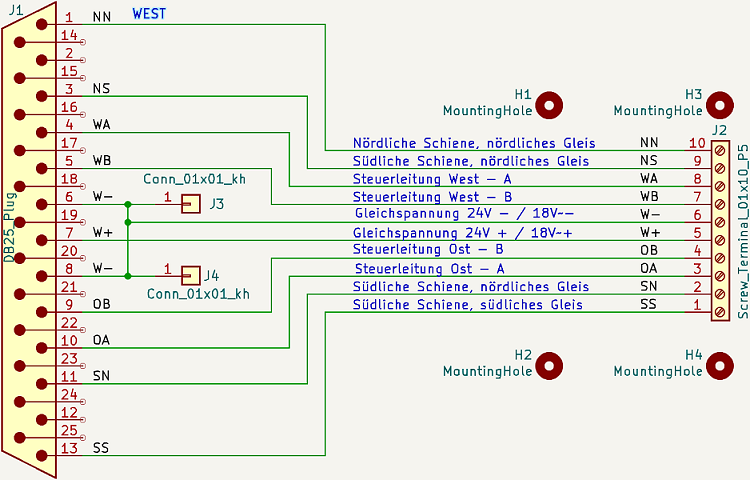 J1
1 NN WEST
14
2
15
3 NS
16
4 WA
17
5 WB
18
6 W-
19
7 W+
20
8 W-
21
9 OB
22
10 OA
23
11 SN
24
12
25
13 SS
DB25_Plug
Conn_01x01_kh
1 J3
1 J4
Conn_01x01_kh
H1
MountingHole
H3
MountingHole
J2
Nördliche Schiene, nördliches Gleis NN 10
Südliche Schiene, nördliches Gleis NS 9
Steuerleitung West - A WA 8
Steuerleitung West - B WB 7
Gleichspannung 24V - / 18V~- W- 6
Gleichspannung 24V + / 18V~+ W+ 5
Steuerleitung Ost - B OB 4
Steuerleitung Ost - A OA 3
Südliche Schiene, nördliches Gleis SN 2
Südliche Schiene, südliches Gleis SS 1
Screw_Terminal_01x10_P5
H2
MountingHole
H4
MountingHole